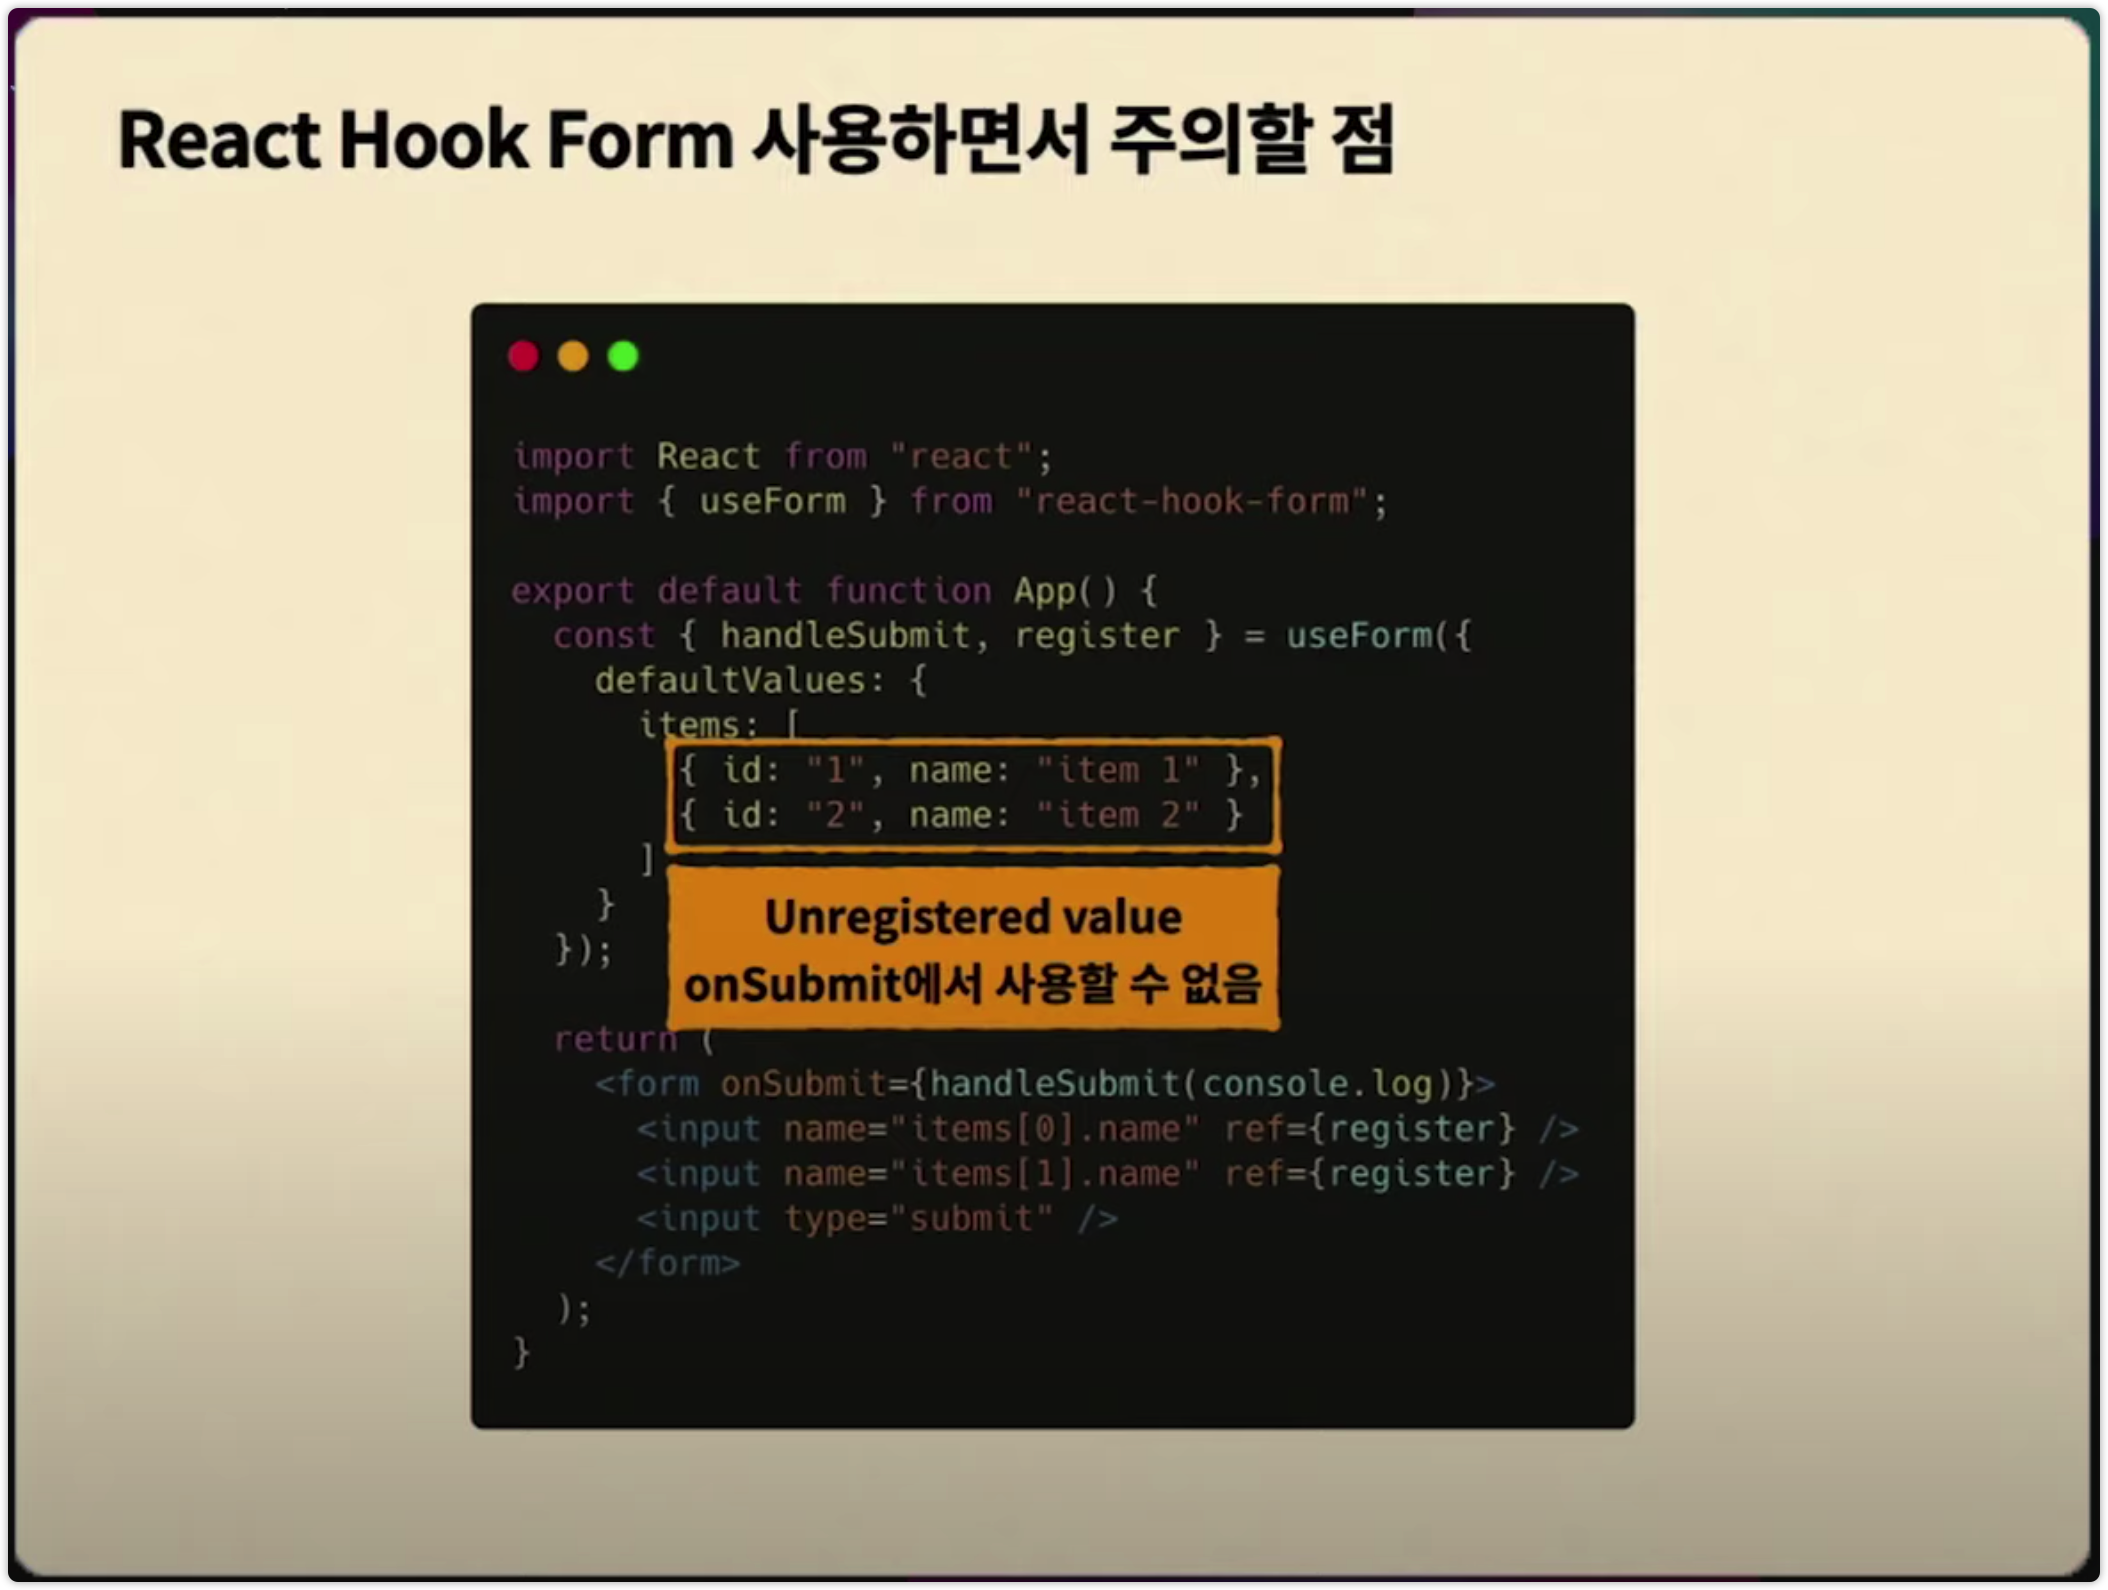 React Hook Form 사용하면서 주의할 점
import React from "react";
import { useForm } from "react-hook-form";
export default function App() {
const { handleSubmit, register } = useForm({
defaultValues: {
items: [
{ id: "1", name: "item 1" },
{ id: "2", name: "item 2" }
]
}
});
Unregistered value
onSubmit에서 사용할 수 없음
return (
<form onSubmit={handleSubmit(console.log)}>
<input name="items[0].name" ref={register} />
<input name="items[1].name" ref={register} />
<input type="submit" />
</form>
);
}